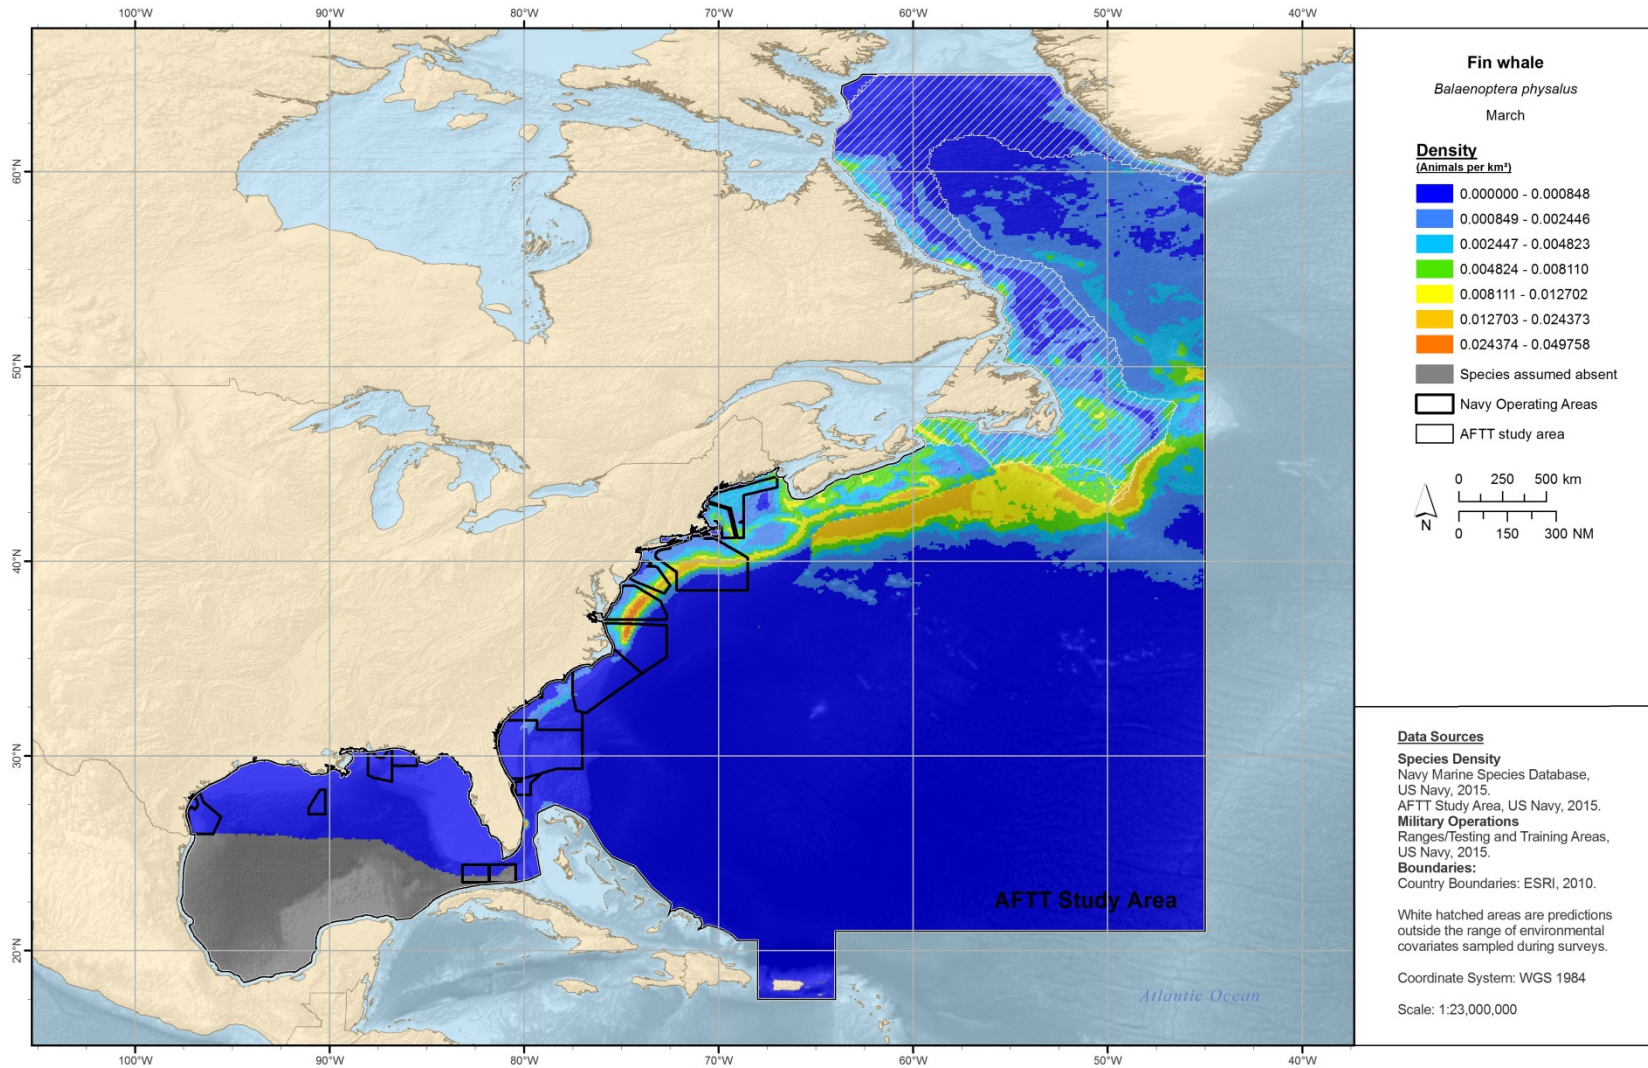 100°W 90°W 80°W 70°W 60°W 50°W 40°W
60°N
50°N
40°N
30°N
20°N
AFTT Study Area
Atlantic Ocean
100°W 90°W 80°W 70°W 60°W 50°W 40°W
Fin whale
Balaenoptera physalus
March
Density
(Animals per km²)
0.000000 - 0.000848
0.000849 - 0.002446
0.002447 - 0.004823
0.004824 - 0.008110
0.008111 - 0.012702
0.012703 - 0.024373
0.024374 - 0.049758
Species assumed absent
Navy Operating Areas
AFTT study area
0 250 500 km
0 150 300 NM
N
Data Sources
Species Density
Navy Marine Species Database,
US Navy, 2015.
AFTT Study Area, US Navy, 2015.
Military Operations
Ranges/Testing and Training Areas,
US Navy, 2015.
Boundaries:
Country Boundaries: ESRI, 2010.
White hatched areas are predictions
outside the range of environmental
covariates sampled during surveys.
Coordinate System: WGS 1984
Scale: 1:23,000,000